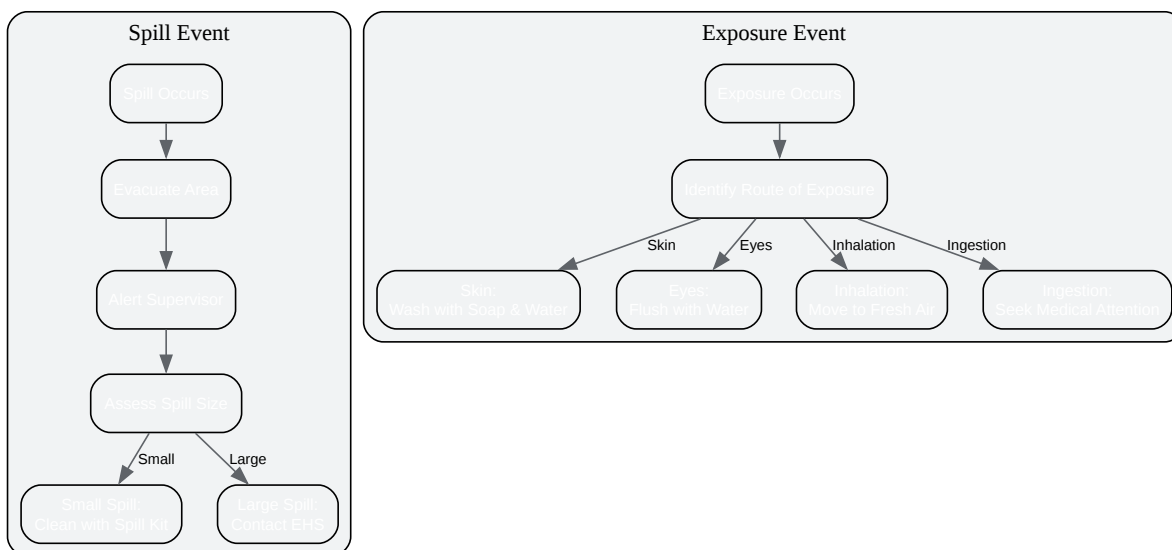 Spill Event
Spill Occurs
Evacuate Area
Alert Supervisor
Assess Spill Size
Small
Large
Small Spill:
Clean with Spill Kit
Large Spill:
Contact EHS
Exposure Event
Exposure Occurs
Identify Route of Exposure
Skin
Eyes
Inhalation
Ingestion
Skin:
Wash with Soap & Water
Eyes:
Flush with Water
Inhalation:
Move to Fresh Air
Ingestion:
Seek Medical Attention